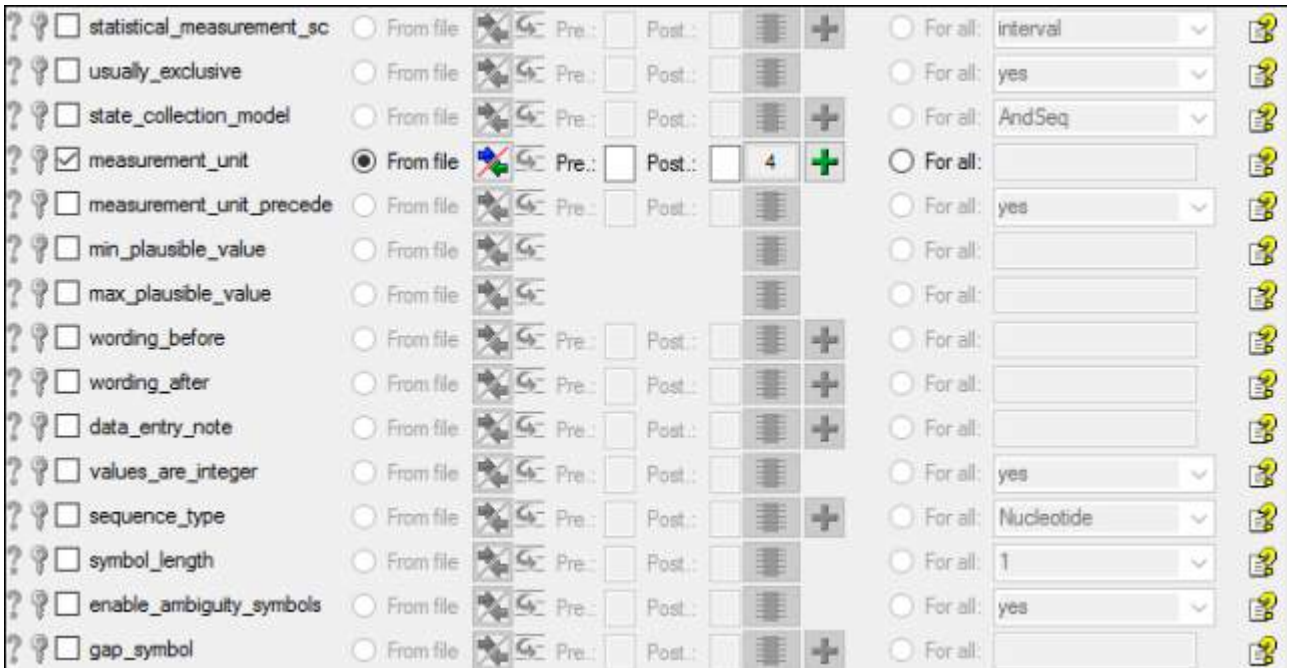 statistical_measurement_sc From file Pre.: Post.: For all: interval
usually_exclusive From file Pre.: Post.: For all: yes
state_collection_model From file Pre.: Post.: For all: AndSeq
measurement_unit From file Pre.: Post.: 4 For all:
measurement_unit_precede From file Pre.: Post.: For all: yes
min_plausible_value From file For all:
max_plausible_value From file For all:
wording_before From file Pre.: Post.: For all:
wording_after From file Pre.: Post.: For all:
data_entry_note From file Pre.: Post.: For all:
values_are_integer From file Pre.: Post.: For all: yes
sequence_type From file Pre.: Post.: For all: Nucleotide
symbol_length From file Pre.: Post.: For all: 1
enable_ambiguity_symbols From file Pre.: Post.: For all: yes
gap_symbol From file Pre.: Post.: For all: